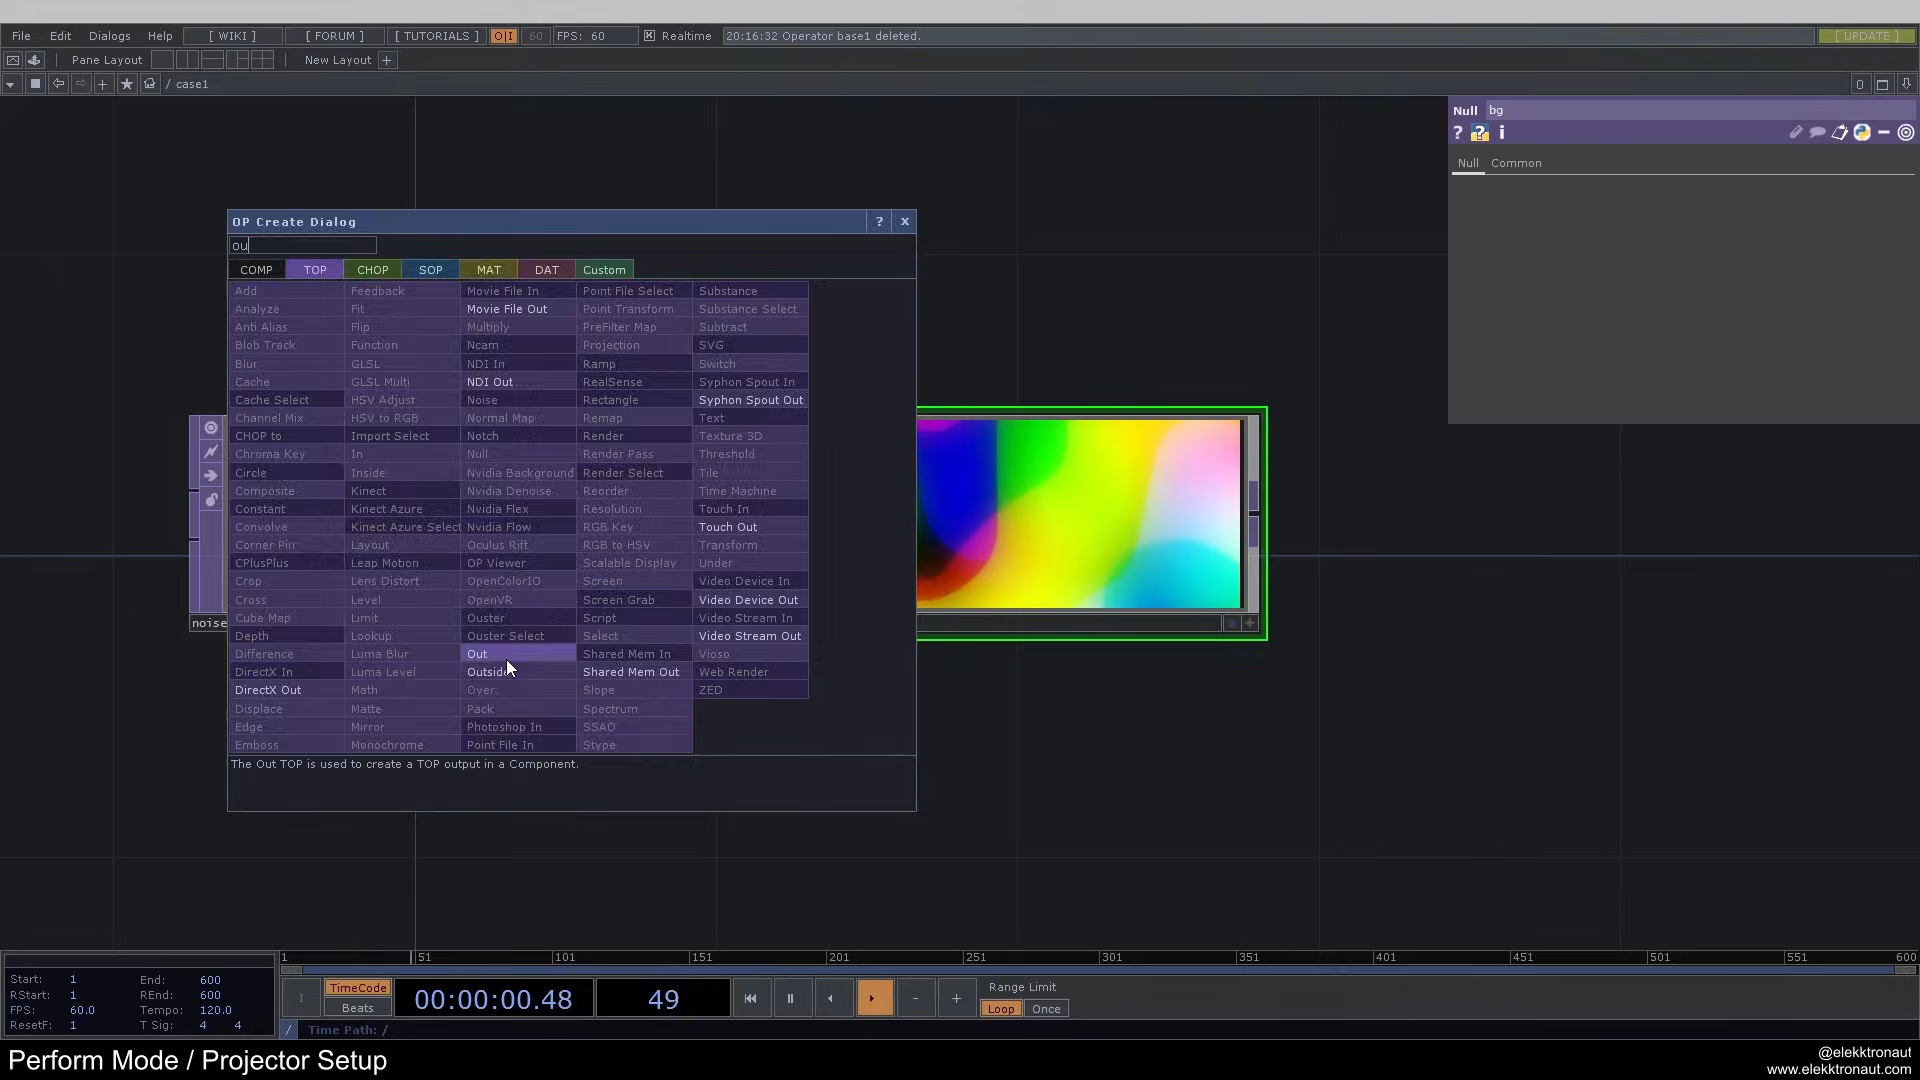 File Edit Dialogs Help [ WIKI ] [ FORUM ] [ TUTORIALS ] O|I 60 FPS: 60 Realtime 20:16:32 Operator base1 deleted. [ UPDATE ]
Pane Layout New Layout +
/ case1 0
Null bg
? ? i
Null Common
OP Create Dialog ? x
ou
COMP TOP CHOP SOP MAT DAT Custom
Add Feedback Movie File In Point File Select Substance
Analyze Fit Movie File Out Point Transform Substance Select
Anti Alias Flip Multiply PreFilter Map Subtract
Blob Track Function Ncam Projection SVG
Blur GLSL NDI In Ramp Switch
Cache GLSL Multi NDI Out RealSense Syphon Spout In
Cache Select HSV Adjust Noise Rectangle Syphon Spout Out
Channel Mix HSV to RGB Normal Map Remap Text
CHOP to Import Select Notch Render Texture 3D
Chroma Key In Null Render Pass Threshold
Circle Inside Nvidia Background Render Select Tile
Composite Kinect Nvidia Denoise Reorder Time Machine
Constant Kinect Azure Nvidia Flex Resolution Touch In
Convolve Kinect Azure Select Nvidia Flow RGB Key Touch Out
Corner Pin Layout Oculus Rift RGB to HSV Transform
CPlusPlus Leap Motion OP Viewer Scalable Display Under
Crop Lens Distort OpenColorIO Screen Video Device In
Cross Level OpenVR Screen Grab Video Device Out
Cube Map Limit Ouster Script Video Stream In
Depth Lookup Ouster Select Select Video Stream Out
Difference Luma Blur Out Shared Mem In Vioso
DirectX In Luma Level Outside Shared Mem Out Web Render
DirectX Out Math Over Slope ZED
Displace Matte Pack Spectrum
Edge Mirror Photoshop In SSAO
Emboss Monochrome Point File In Stype
The Out TOP is used to create a TOP output in a Component.
noise
1 51 101 151 201 251 301 351 401 451 501 551 600
Start: 1 End: 600
RStart: 1 REnd: 600
FPS: 60.0 Tempo: 120.0
ResetF: 1 T Sig: 4 4
I TimeCode Beats 00:00:00.48 49 - + Range Limit
Loop Once
/ Time Path: /
Perform Mode / Projector Setup
@elekktronaut
www.elekktronaut.com